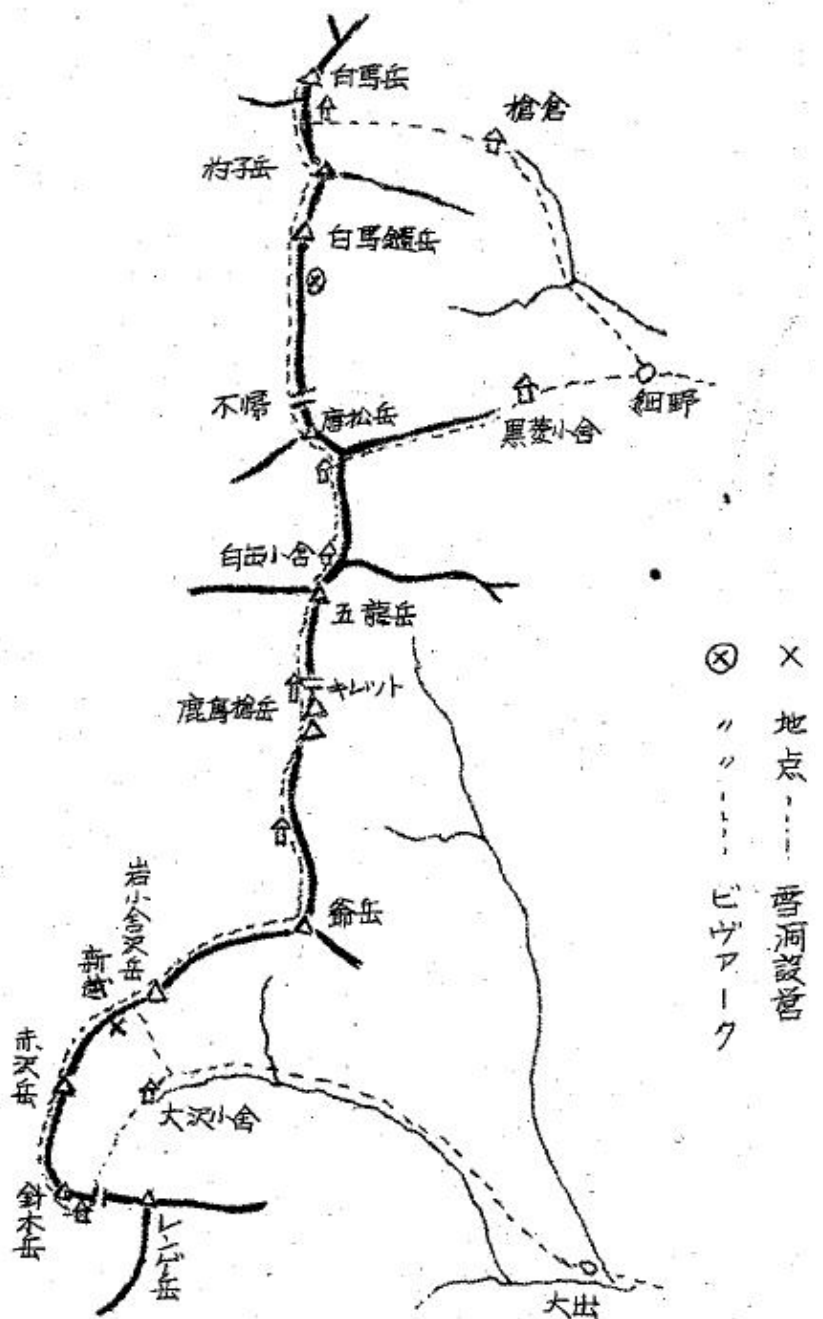 白馬岳
槍倉
杓子岳
白馬鑓岳
不帰
唐松岳
黒菱小舎
細野
白岳小舎
五龍岳
キレット
鹿島槍岳
爺岳
岩小舎沢岳
新越
赤沢岳
大沢小舎
針木岳
レンゲ岳
大出
× 地点---- 雪洞設営
⊗ 〃〃---- ビヴァーク